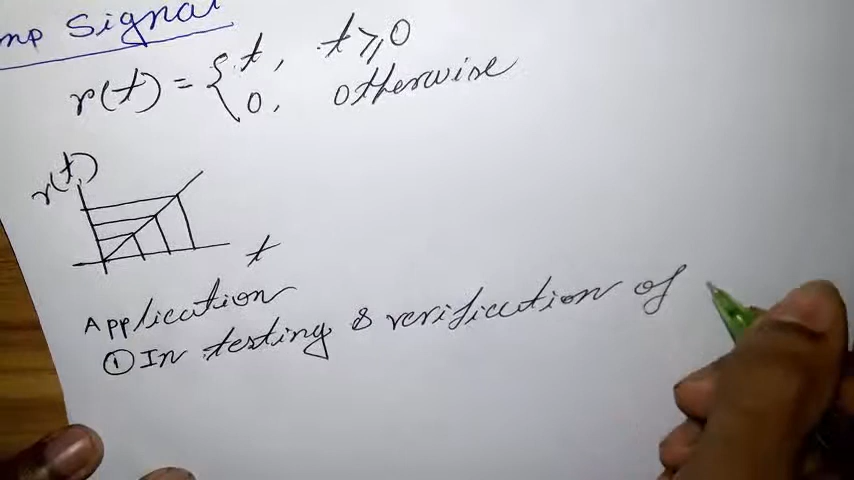 mp Signal
r(t) = { t, t ≥ 0
0, otherwise
r(t)
t
Application
① In testing & verification of